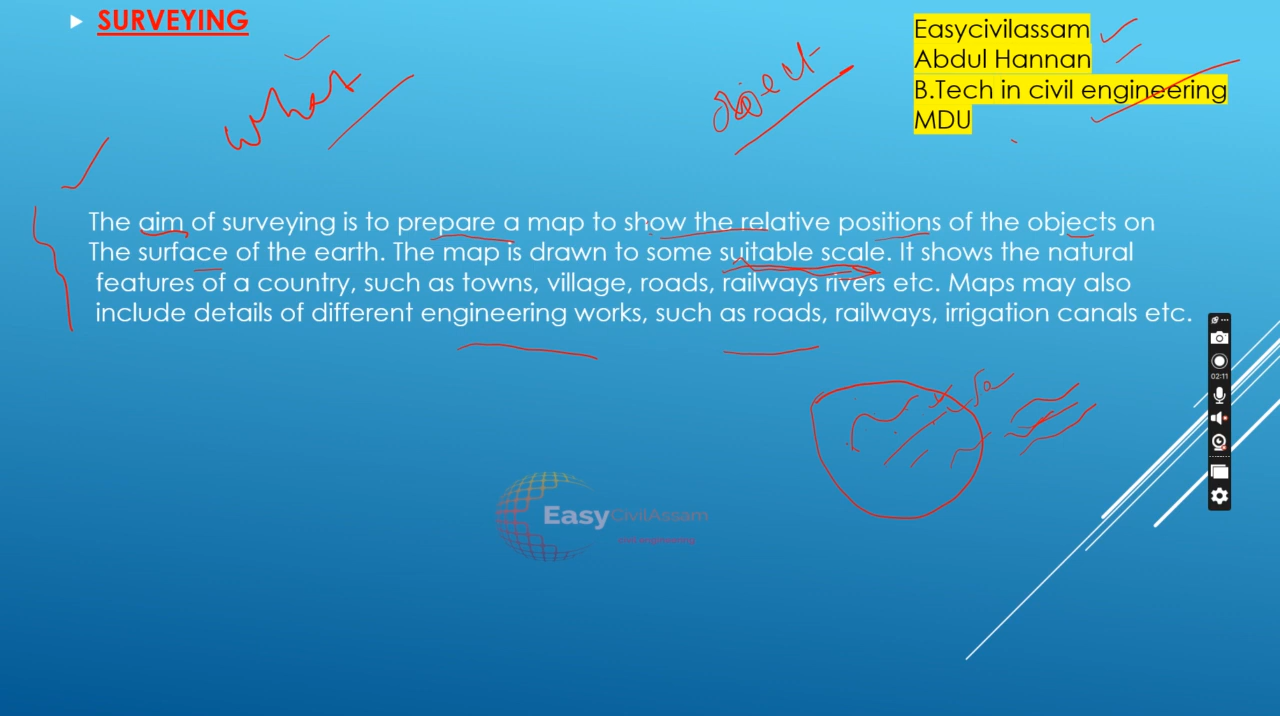 SURVEYING
Easycivilassam
Abdul Hannan
B.Tech in civil engineering
MDU
what
object
The aim of surveying is to prepare a map to show the relative positions of the objects on
The surface of the earth. The map is drawn to some suitable scale. It shows the natural
features of a country, such as towns, village, roads, railways rivers etc. Maps may also
include details of different engineering works, such as roads, railways, irrigation canals etc.
02:11
EasyCivilAssam